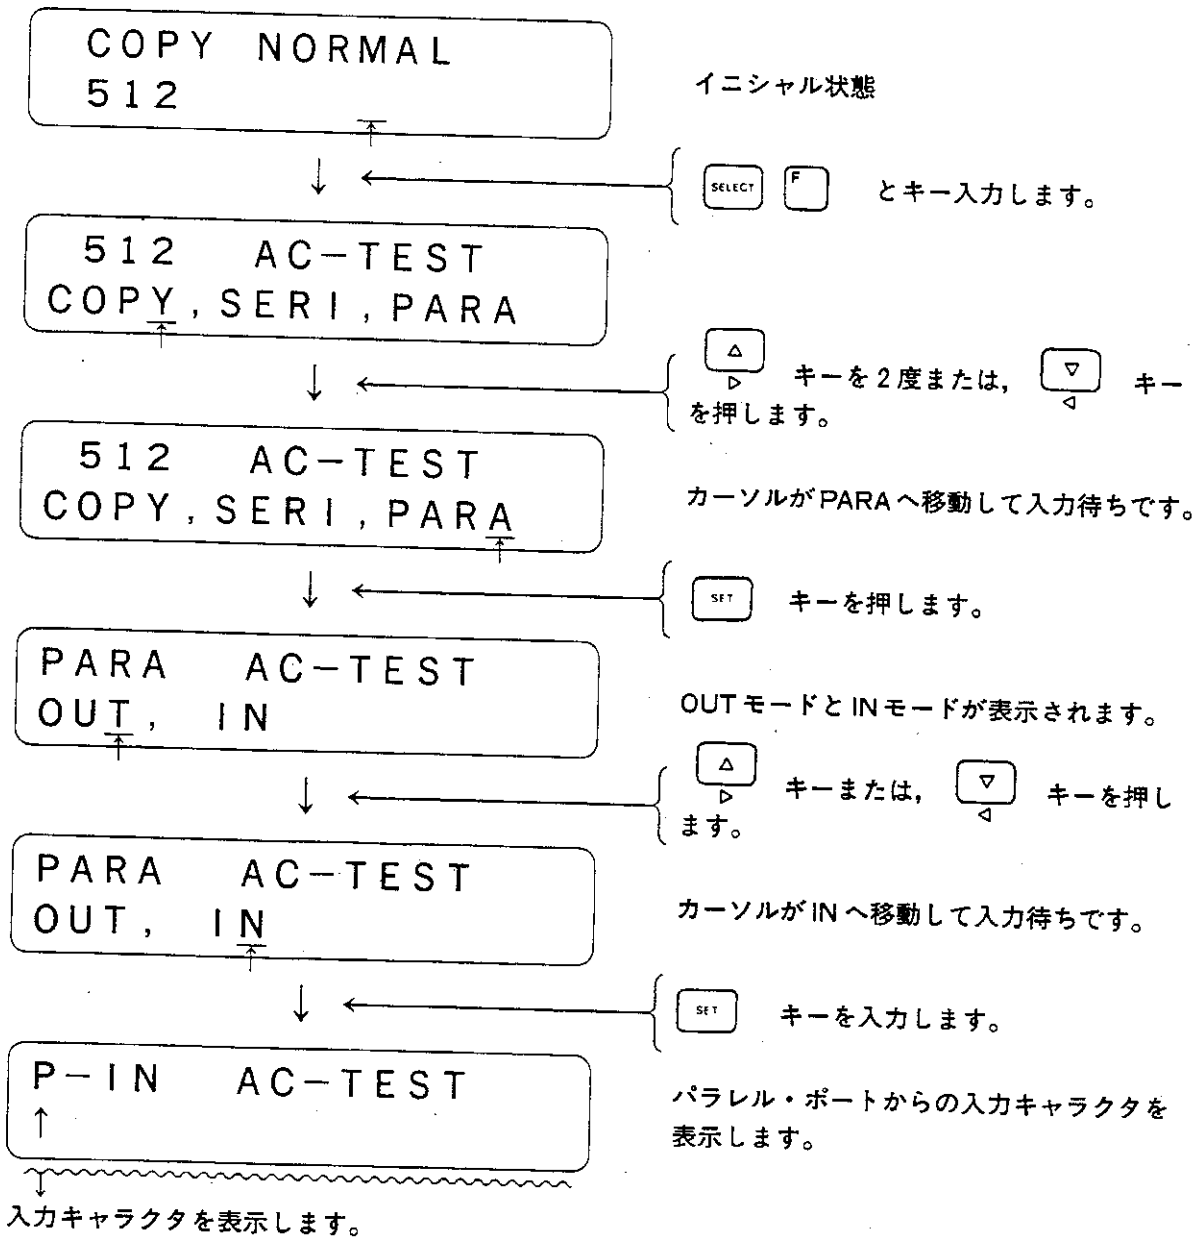 COPY NORMAL
512
イニシャル状態
SELECT F とキー入力します。
512 AC−TEST
COPY, SERI, PARA
△ ▷ キーを2度または, ▽ ◁ キー
を押します。
512 AC−TEST
COPY, SERI, PARA
カーソルがPARAへ移動して入力待ちです。
SET キーを押します。
PARA AC−TEST
OUT, IN
OUTモードとINモードが表示されます。
△ ▷ キーまたは, ▽ ◁ キーを押し
ます。
PARA AC−TEST
OUT, IN
カーソルがINへ移動して入力待ちです。
SET キーを入力します。
P−IN AC−TEST
パラレル・ポートからの入力キャラクタを
表示します。
入力キャラクタを表示します。